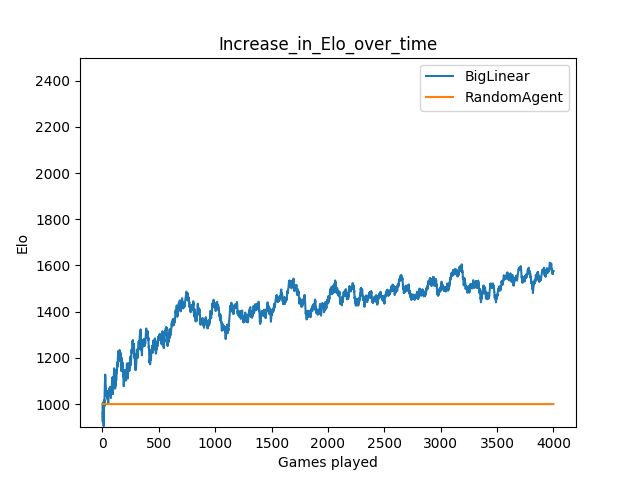 Increase_in_Elo_over_time
BigLinear
RandomAgent
2400
2200
2000
1800
1600
1400
1200
1000
Elo
0 500 1000 1500 2000 2500 3000 3500 4000
Games played